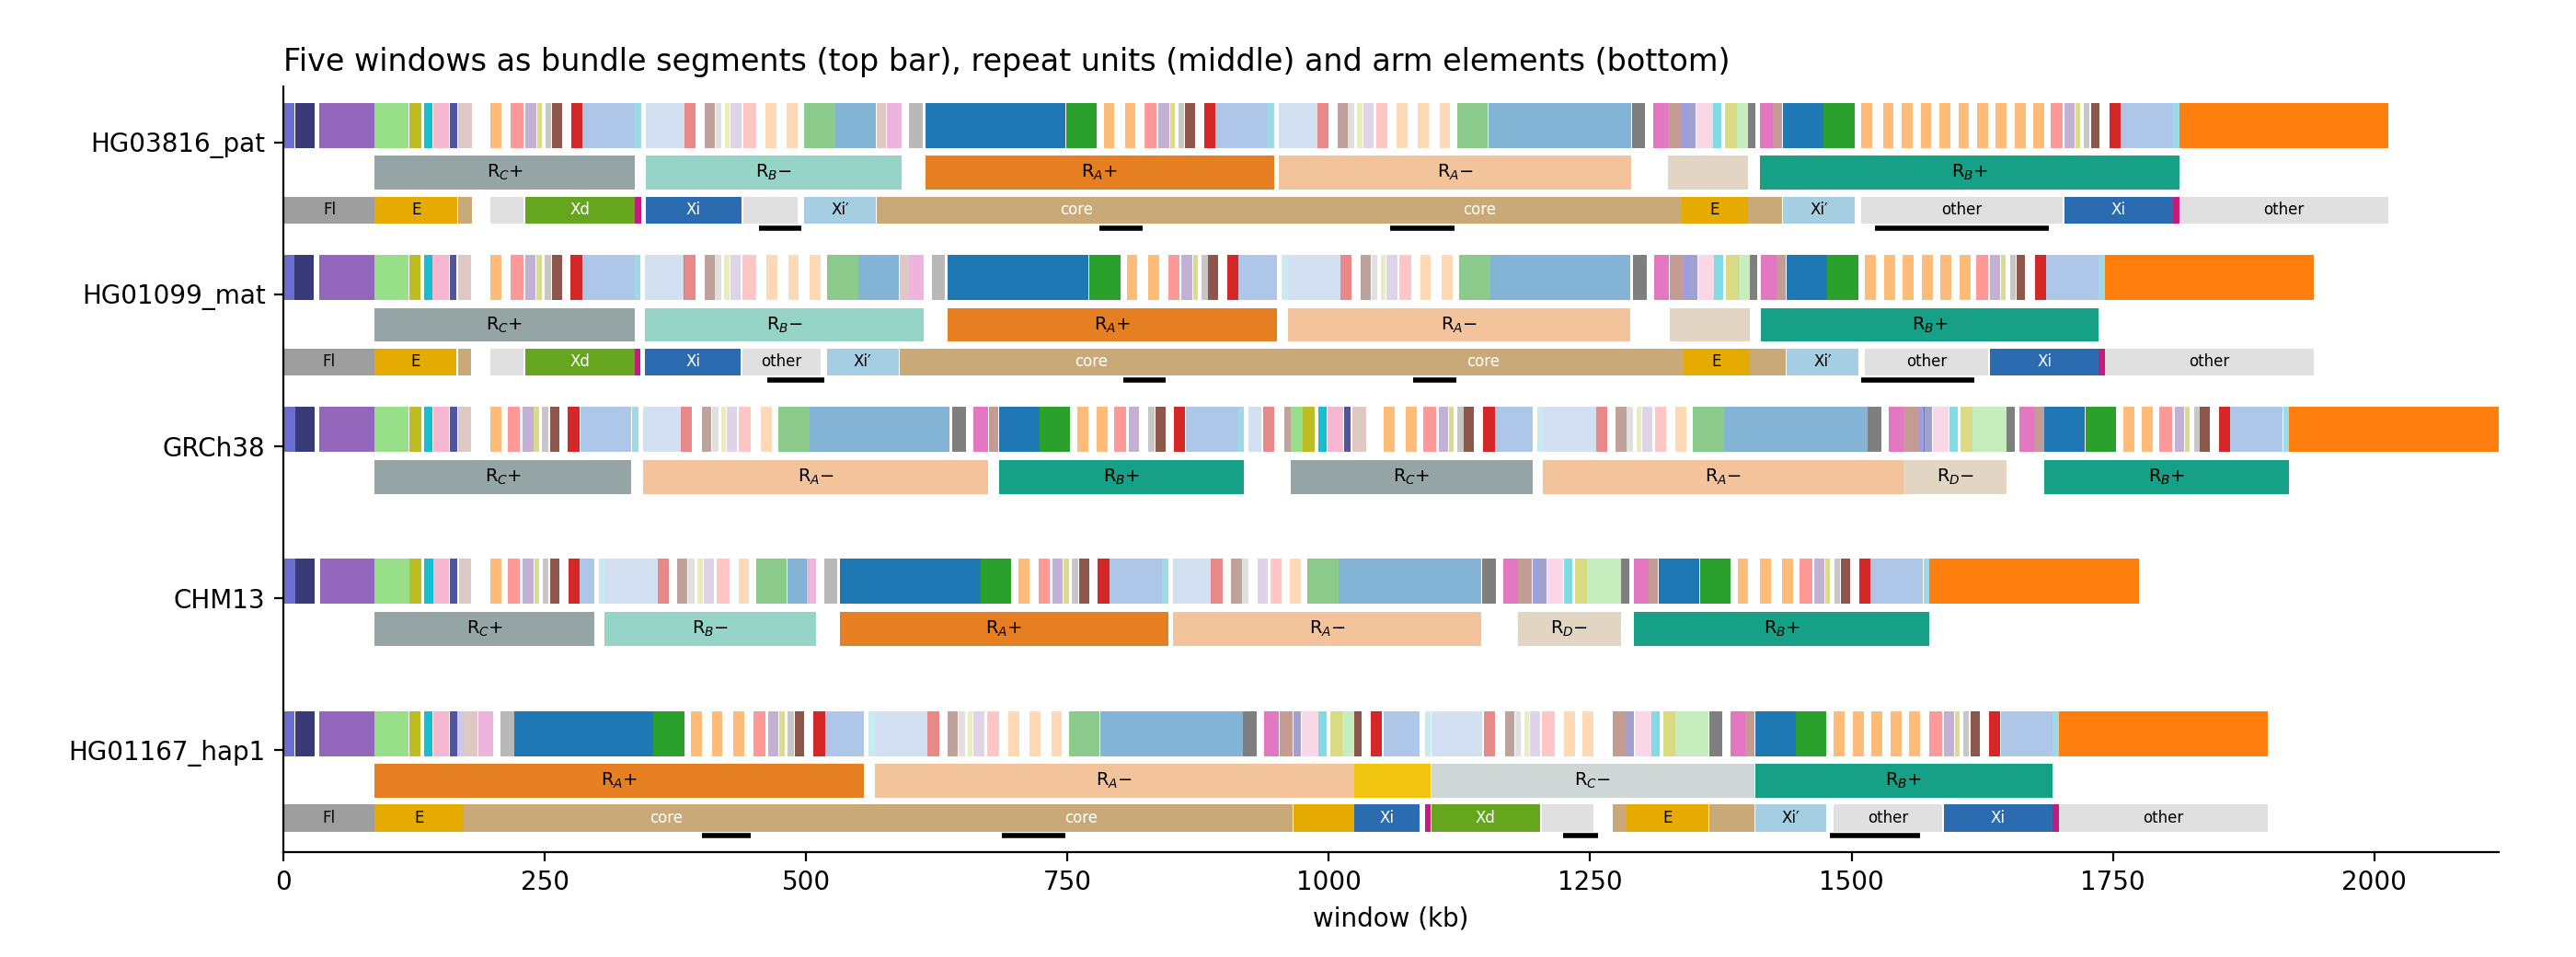 Five windows as bundle segments (top bar), repeat units (middle) and arm elements (bottom)
HG03816_pat
R_C+ R_B− R_A+ R_A− R_B+
Fl E Xd Xi Xi′ core core E Xi′ other Xi other
HG01099_mat
R_C+ R_B− R_A+ R_A− R_B+
Fl E Xd Xi other Xi′ core core E Xi′ other Xi other
GRCh38
R_C+ R_A− R_B+ R_C+ R_A− R_D− R_B+
CHM13
R_C+ R_B− R_A+ R_A− R_D− R_B+
HG01167_hap1
R_A+ R_A− R_C− R_B+
Fl E core core Xi Xd E Xi′ other Xi other
0 250 500 750 1000 1250 1500 1750 2000
window (kb)